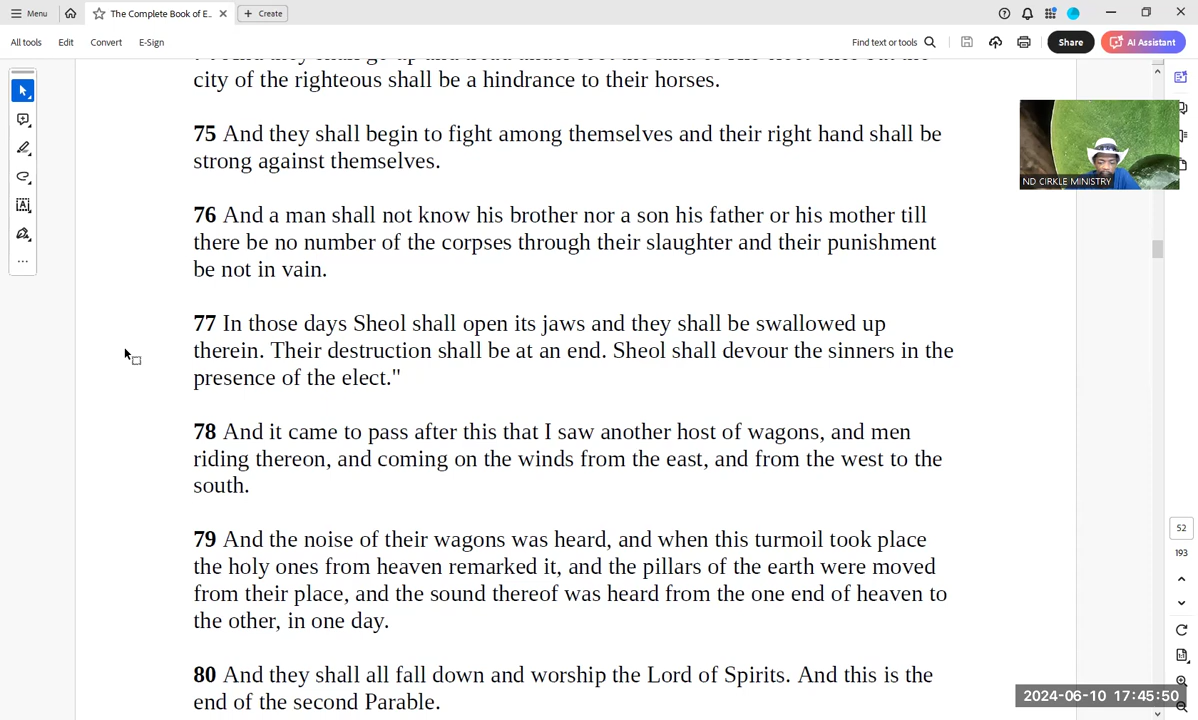 Menu
The Complete Book of E..
Create
All tools
Edit
Convert
E-Sign
Find text or tools
Share
AI Assistant
city of the righteous shall be a hindrance to their horses.
75 And they shall begin to fight among themselves and their right hand shall be
strong against themselves.
76 And a man shall not know his brother nor a son his father or his mother till
there be no number of the corpses through their slaughter and their punishment
be not in vain.
77 In those days Sheol shall open its jaws and they shall be swallowed up
therein. Their destruction shall be at an end. Sheol shall devour the sinners in the
presence of the elect."
78 And it came to pass after this that I saw another host of wagons, and men
riding thereon, and coming on the winds from the east, and from the west to the
south.
79 And the noise of their wagons was heard, and when this turmoil took place
the holy ones from heaven remarked it, and the pillars of the earth were moved
from their place, and the sound thereof was heard from the one end of heaven to
the other, in one day.
80 And they shall all fall down and worship the Lord of Spirits. And this is the
end of the second Parable.
ND CIRKLE MINISTRY
52
193
2024-06-10 17:45:50